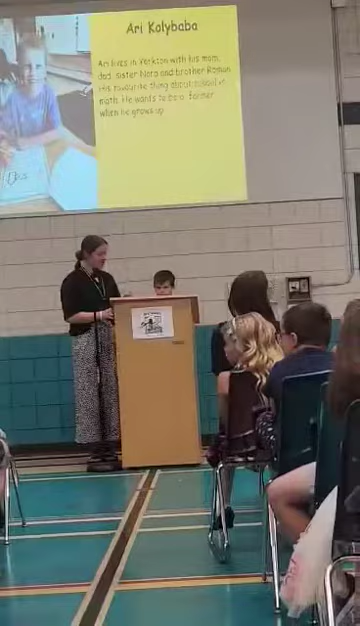 Ari Kolybaba
Ari lives in Yorkton with his mom,
dad, sister Nora and brother Roman.
His favourite thing about school is
math. He wants to be a farmer
when he grows up.